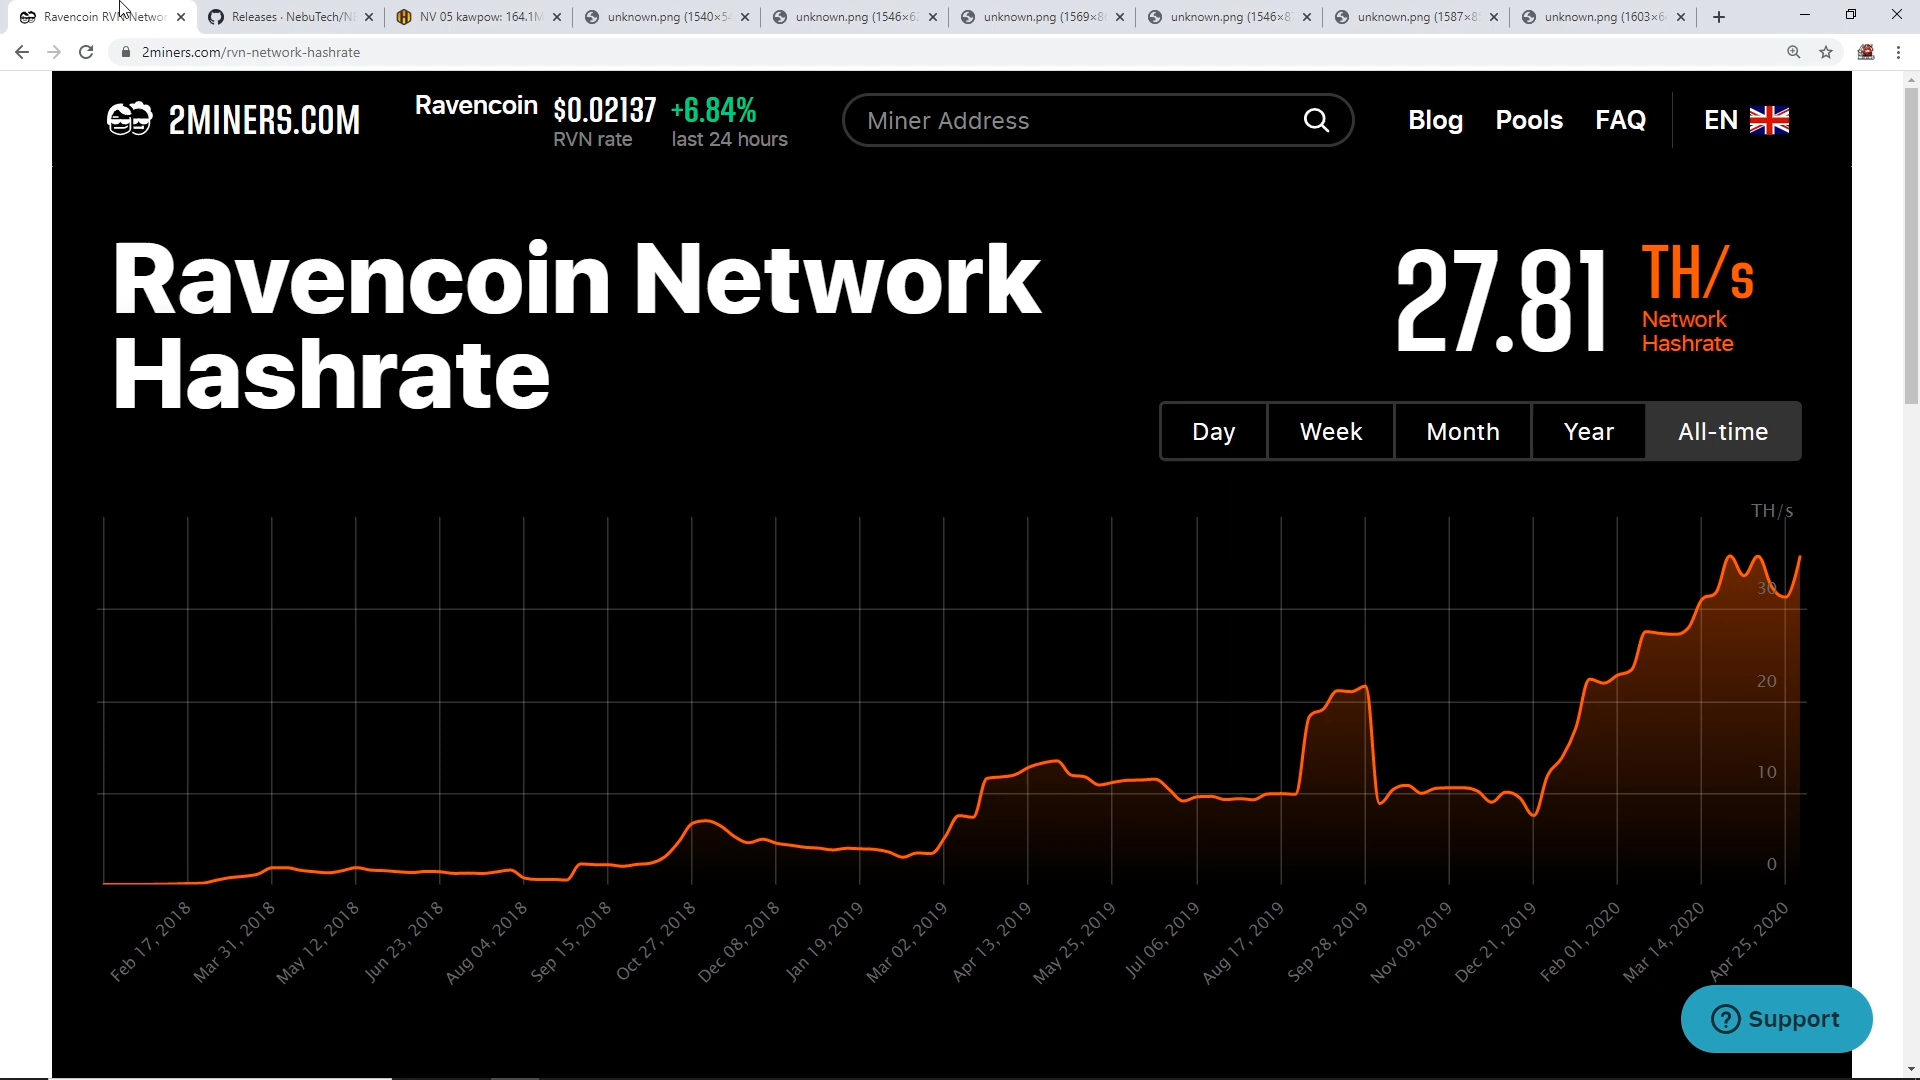 Ravencoin RVN Networ
Releases · NebuTech/N
NV 05 kawpow: 164.1M
unknown.png (1540×5
unknown.png (1546×6
unknown.png (1569×8
unknown.png (1546×8
unknown.png (1587×8
unknown.png (1603×6
2miners.com/rvn-network-hashrate
2MINERS.COM
Ravencoin $0.02137 +6.84%
RVN rate last 24 hours
Miner Address
Blog Pools FAQ EN
Ravencoin Network
Hashrate
27.81 TH/s
Network
Hashrate
Day Week Month Year All-time
TH/s
30
20
10
0
Feb 17, 2018
Mar 31, 2018
May 12, 2018
Jun 23, 2018
Aug 04, 2018
Sep 15, 2018
Oct 27, 2018
Dec 08, 2018
Jan 19, 2019
Mar 02, 2019
Apr 13, 2019
May 25, 2019
Jul 06, 2019
Aug 17, 2019
Sep 28, 2019
Nov 09, 2019
Dec 21, 2019
Feb 01, 2020
Mar 14, 2020
Apr 25, 2020
? Support